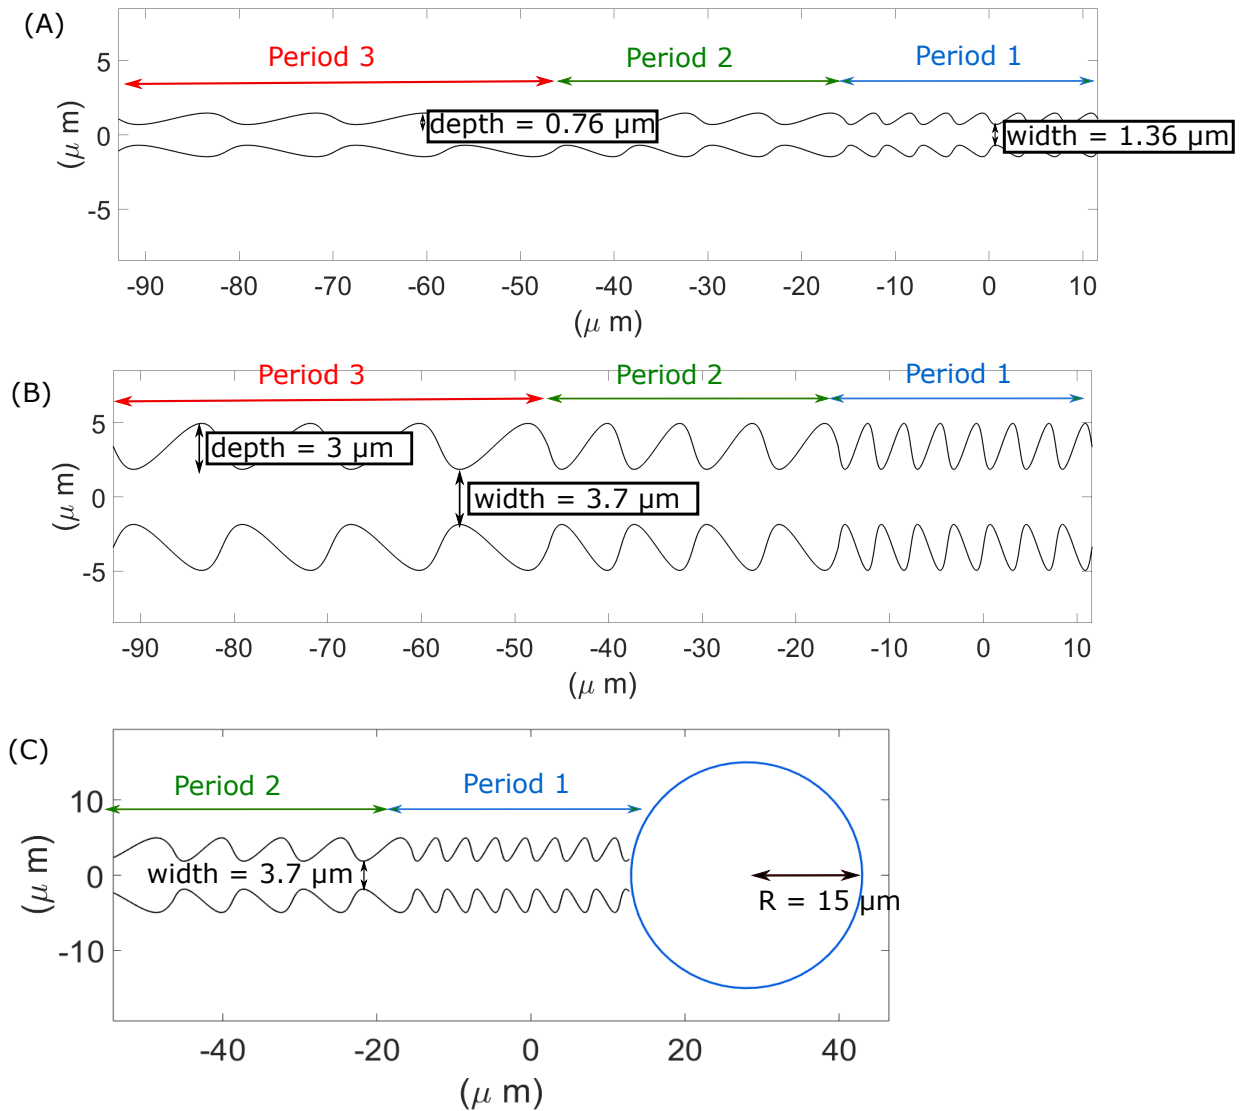 (A)
Period 3
Period 2
Period 1
5
depth = 0.76 μm
0
width = 1.36 μm
-5
(μ m)
-90 -80 -70 -60 -50 -40 -30 -20 -10 0 10
(μ m)
(B)
Period 3
Period 2
Period 1
5
depth = 3 μm
0
width = 3.7 μm
-5
(μ m)
-90 -80 -70 -60 -50 -40 -30 -20 -10 0 10
(μ m)
(C)
Period 2
Period 1
10
0
width = 3.7 μm
R = 15 μm
-10
(μ m)
-40 -20 0 20 40
(μ m)